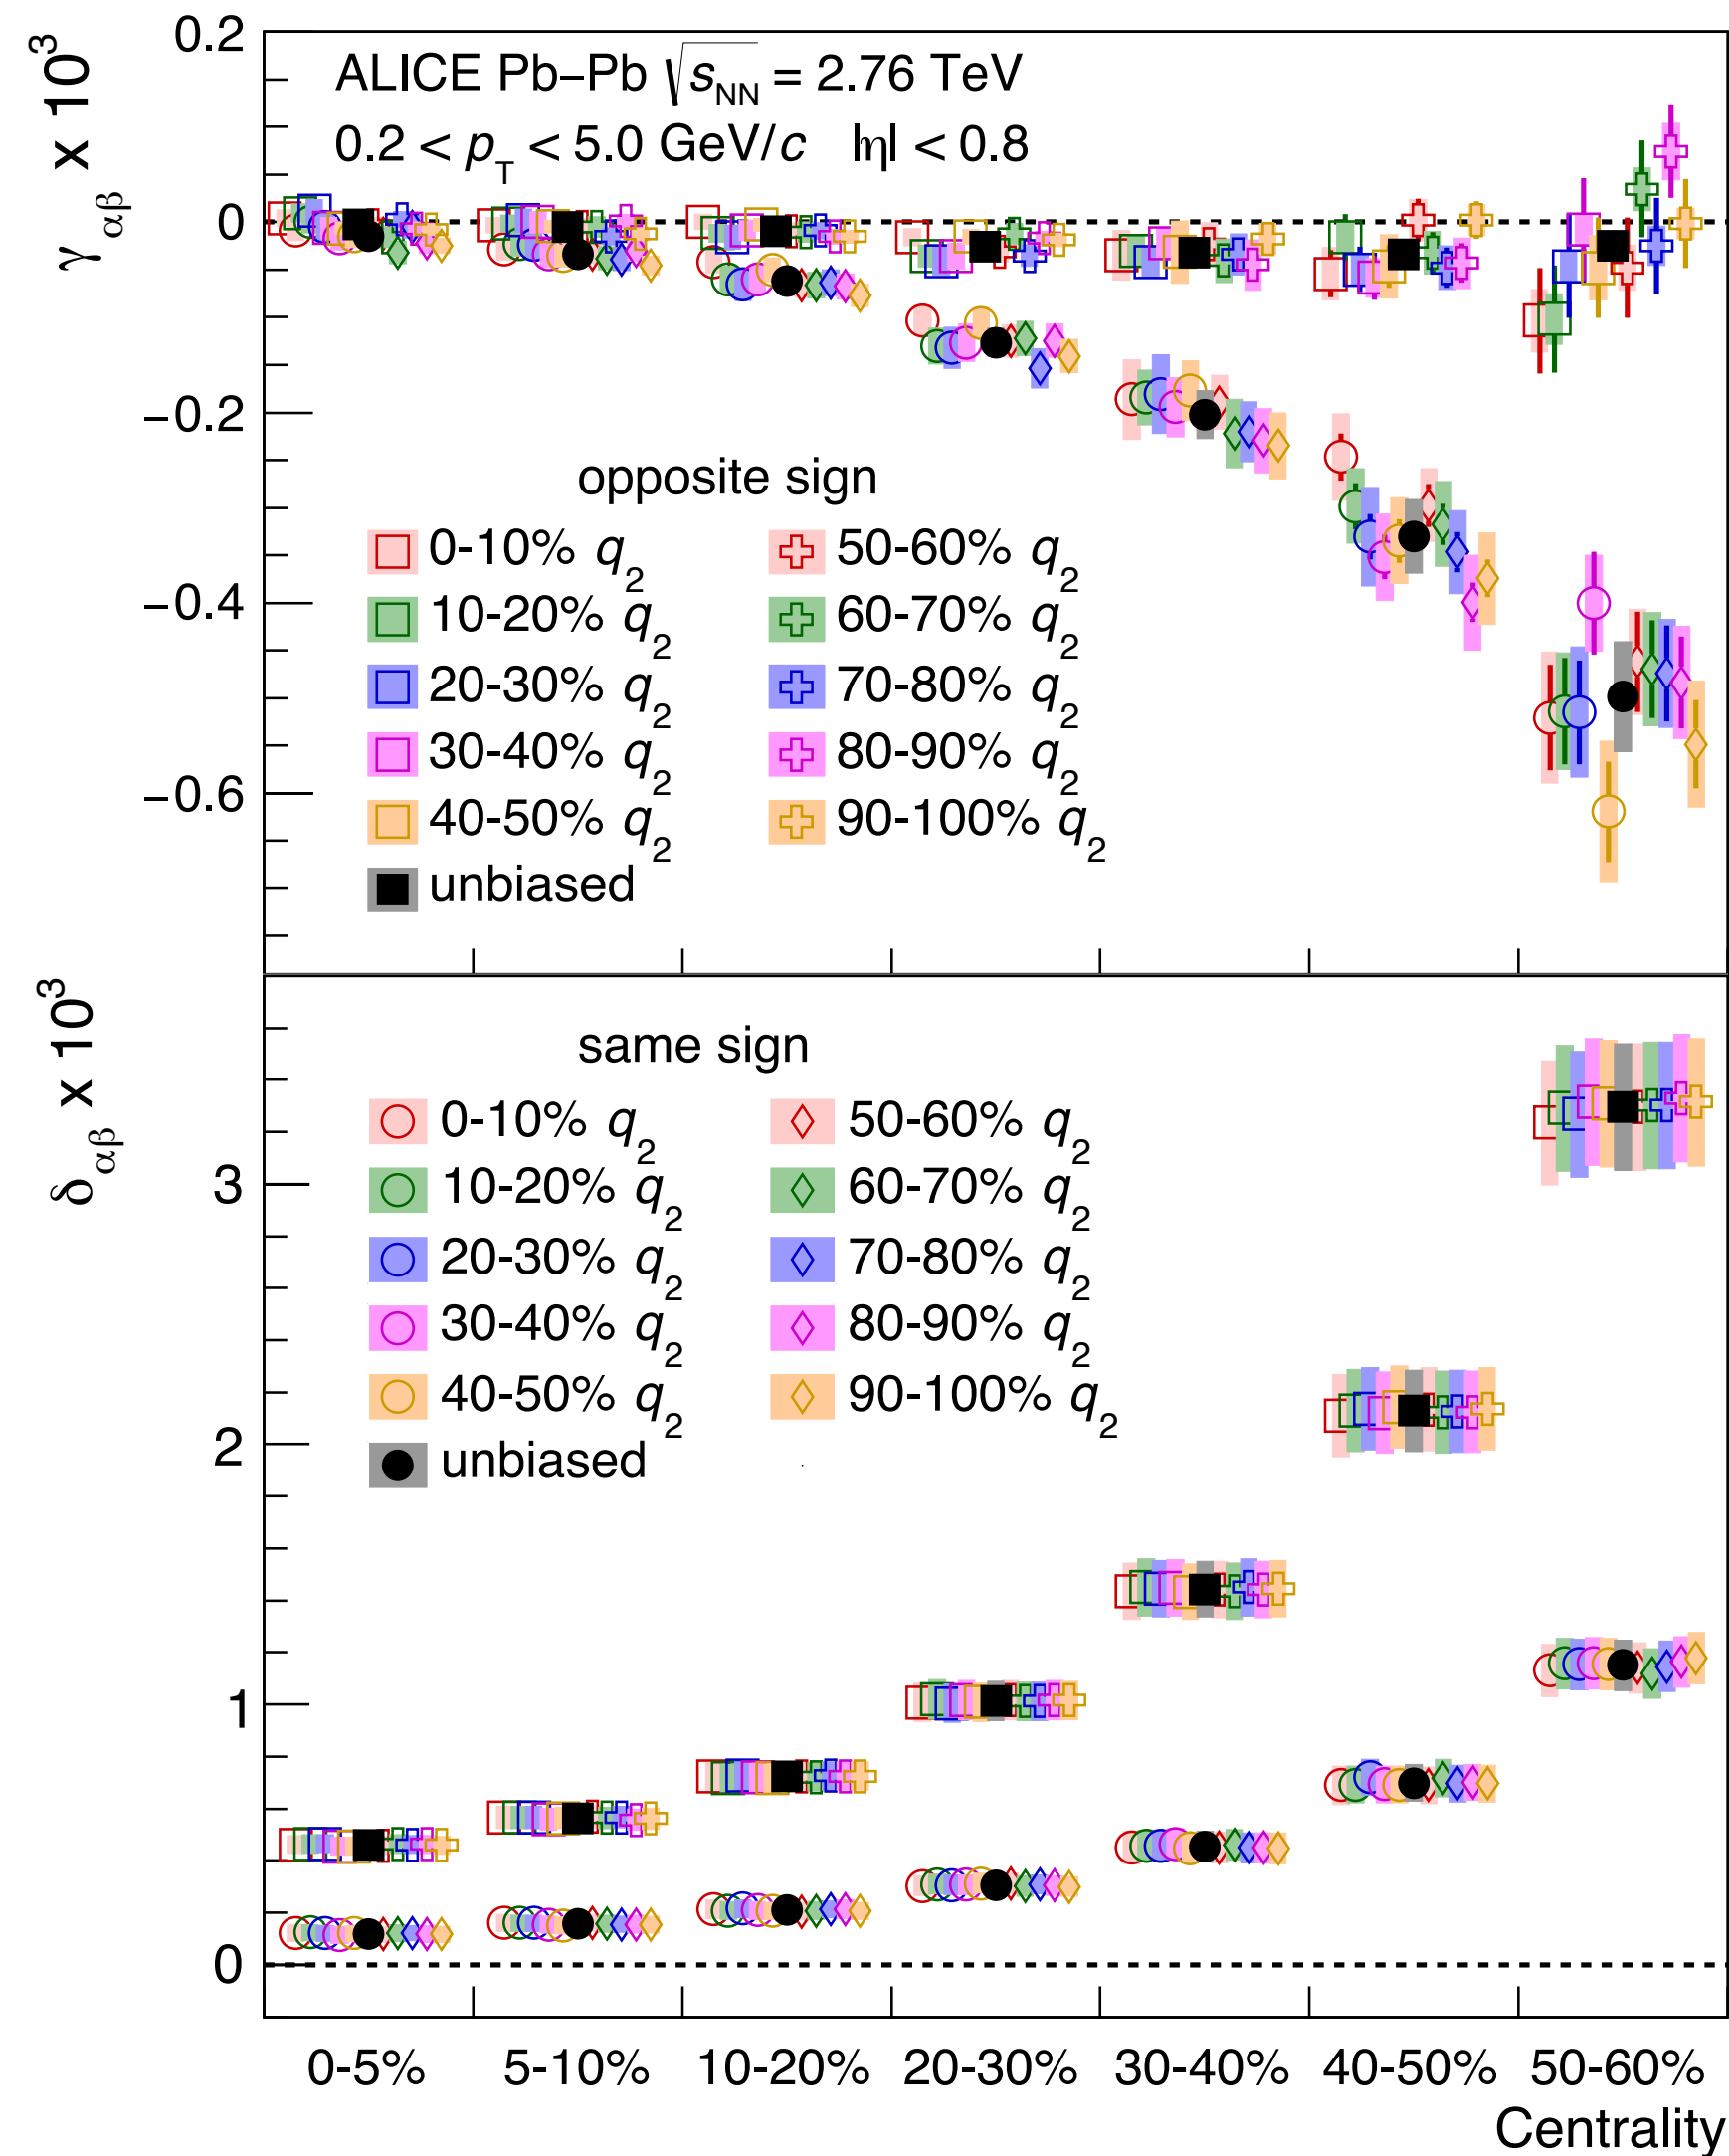 0.2
ALICE Pb–Pb √sNN = 2.76 TeV
0.2 < pT < 5.0 GeV/c |η| < 0.8
γαβ x 10³
0
−0.2
−0.4
−0.6
opposite sign
0-10% q2 50-60% q2
10-20% q2 60-70% q2
20-30% q2 70-80% q2
30-40% q2 80-90% q2
40-50% q2 90-100% q2
unbiased
δαβ x 10³
same sign
0-10% q2 50-60% q2
10-20% q2 60-70% q2
20-30% q2 70-80% q2
30-40% q2 80-90% q2
40-50% q2 90-100% q2
unbiased
3
2
1
0
0-5% 5-10% 10-20% 20-30% 30-40% 40-50% 50-60%
Centrality